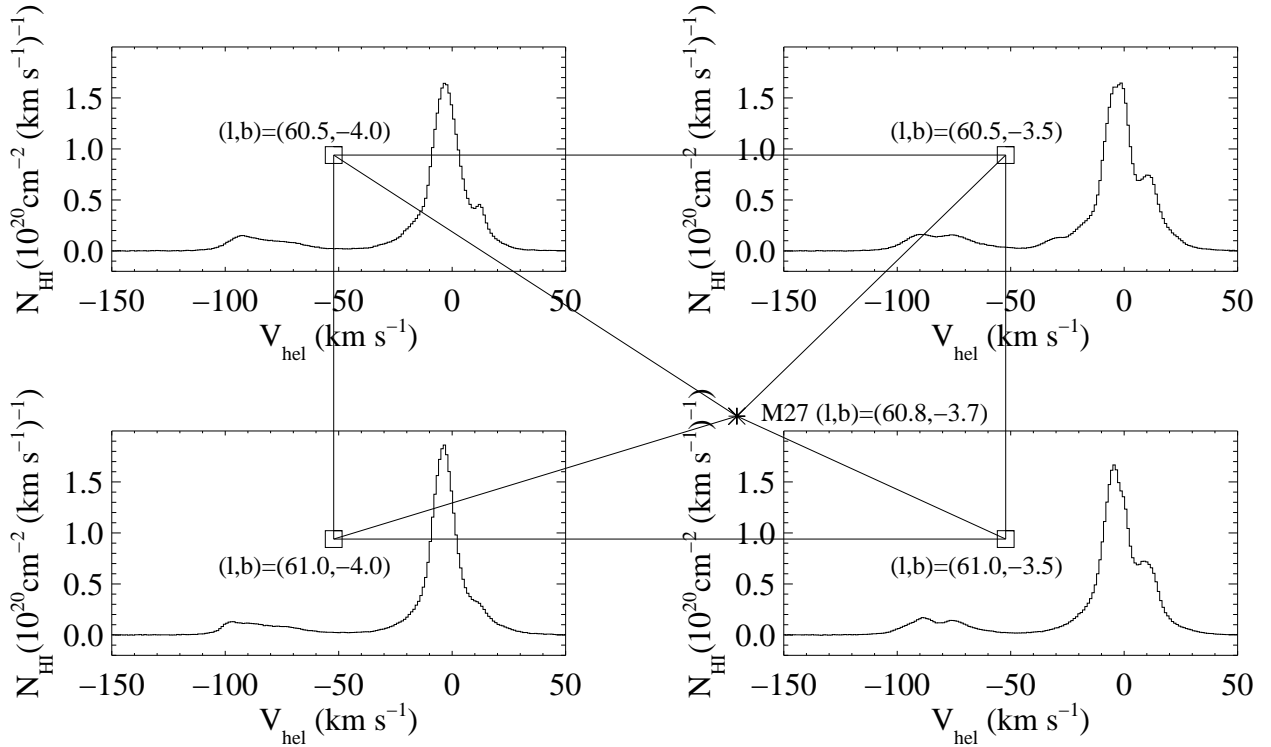 N_HI(10^20 cm^−2 (km s^−1)^−1)
1.5
1.0
0.5
0.0
(l,b)=(60.5,−4.0)
−150 −100 −50 0 50
V_hel (km s^−1)
N_HI(10^20 cm^−2 (km s^−1)^−1)
1.5
1.0
0.5
0.0
(l,b)=(60.5,−3.5)
−150 −100 −50 0 50
V_hel (km s^−1)
M27 (l,b)=(60.8,−3.7)
N_HI(10^20 cm^−2 (km s^−1)^−1)
1.5
1.0
0.5
0.0
(l,b)=(61.0,−4.0)
−150 −100 −50 0 50
V_hel (km s^−1)
N_HI(10^20 cm^−2 (km s^−1)^−1)
1.5
1.0
0.5
0.0
(l,b)=(61.0,−3.5)
−150 −100 −50 0 50
V_hel (km s^−1)